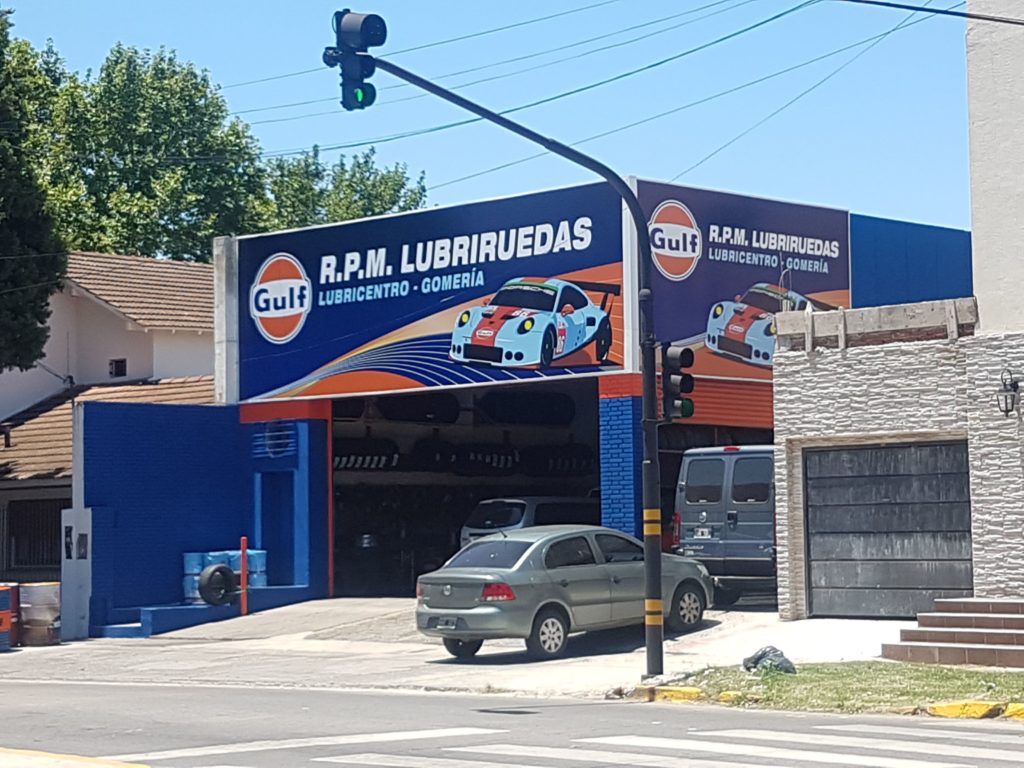 Gulf
R.P.M. LUBRIRUEDAS
LUBRICENTRO - GOMERÍA
Gulf
R.P.M. LUBRIRUEDAS
LUBRICENTRO - GOMERÍA